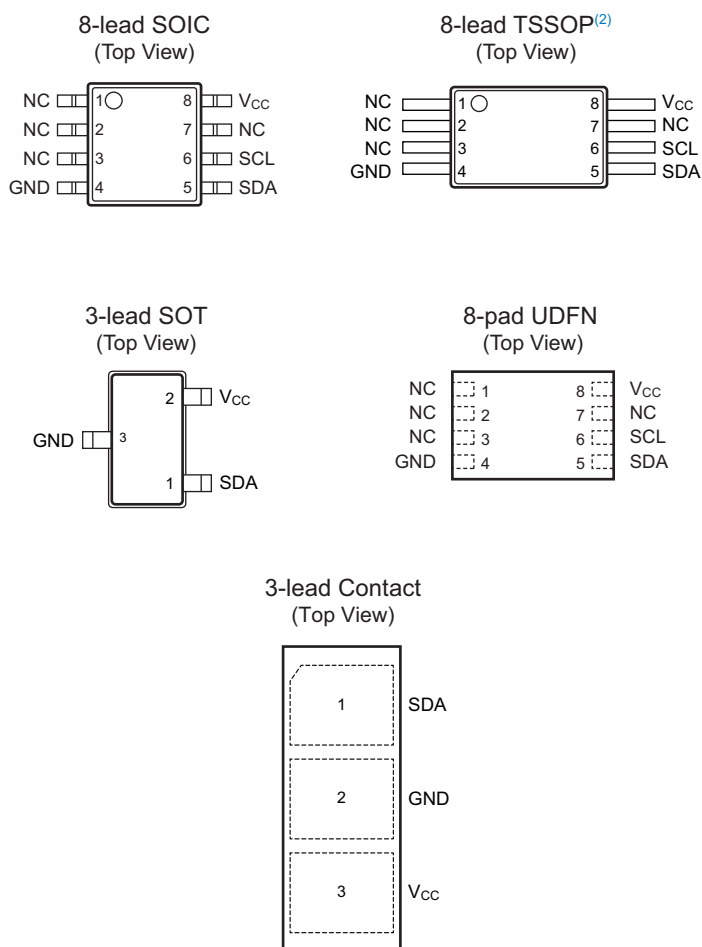 8-lead SOIC
(Top View)
NC 1 8 VCC
NC 2 7 NC
NC 3 6 SCL
GND 4 5 SDA
8-lead TSSOP(2)
(Top View)
NC 1 8 VCC
NC 2 7 NC
NC 3 6 SCL
GND 4 5 SDA
3-lead SOT
(Top View)
2 VCC
GND 3
1 SDA
8-pad UDFN
(Top View)
NC 1 8 VCC
NC 2 7 NC
NC 3 6 SCL
GND 4 5 SDA
3-lead Contact
(Top View)
1 SDA
2 GND
3 VCC